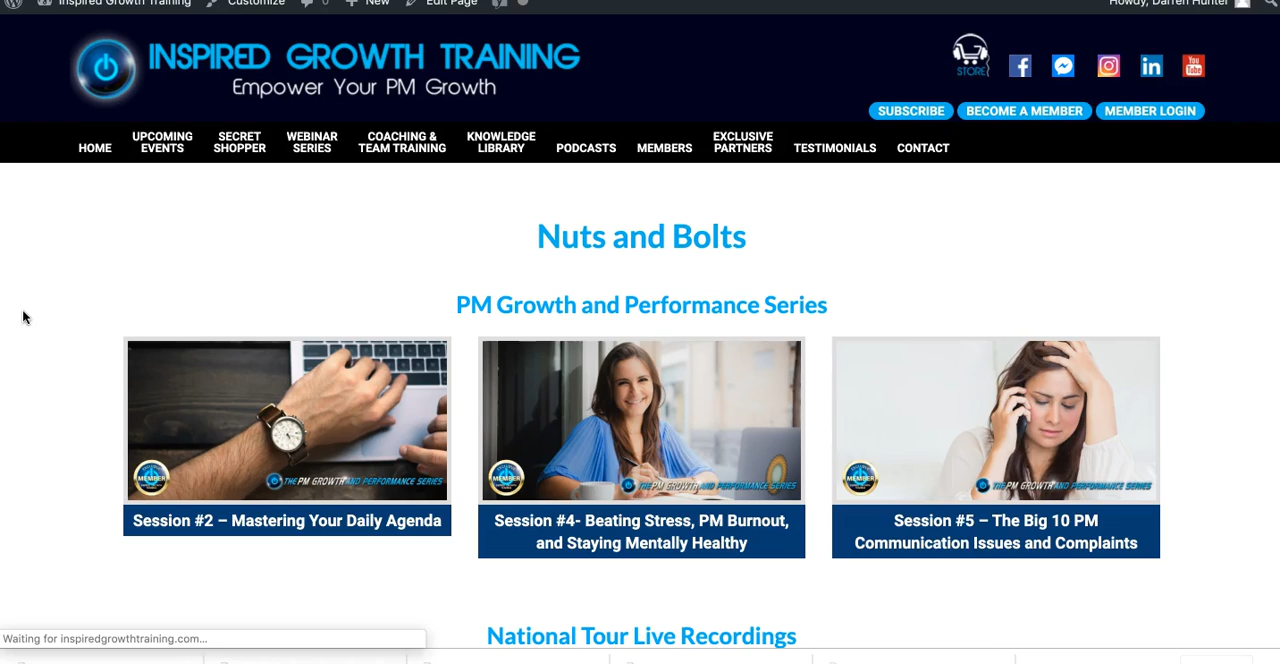 Inspired Growth Training Customize 0 New Edit Page Howdy, Darren Hunter
INSPIRED GROWTH TRAINING
Empower Your PM Growth
STORE
You
Tube
SUBSCRIBE BECOME A MEMBER MEMBER LOGIN
HOME
UPCOMING
EVENTS
SECRET
SHOPPER
WEBINAR
SERIES
COACHING &
TEAM TRAINING
KNOWLEDGE
LIBRARY
PODCASTS
MEMBERS
EXCLUSIVE
PARTNERS
TESTIMONIALS
CONTACT
Nuts and Bolts
PM Growth and Performance Series
MEMBER
THE PM GROWTH AND PERFORMANCE SERIES
Session #2 – Mastering Your Daily Agenda
MEMBER
THE PM GROWTH AND PERFORMANCE SERIES
Session #4- Beating Stress, PM Burnout,
and Staying Mentally Healthy
MEMBER
THE PM GROWTH AND PERFORMANCE SERIES
Session #5 – The Big 10 PM
Communication Issues and Complaints
National Tour Live Recordings
Waiting for inspiredgrowthtraining.com...